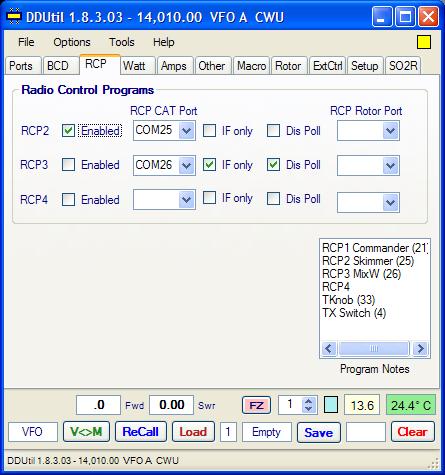 DDUtil 1.8.3.03 - 14,010.00 VFO A CWU
File Options Tools Help
Ports BCD RCP Watt Amps Other Macro Rotor ExtCtrl Setup SO2R
Radio Control Programs
RCP CAT Port RCP Rotor Port
RCP2 Enabled COM25 IF only Dis Poll
RCP3 Enabled COM26 IF only Dis Poll
RCP4 Enabled IF only Dis Poll
RCP1 Commander (21)
RCP2 Skimmer (25)
RCP3 MixW (26)
RCP4
TKnob (33)
TX Switch (4)
Program Notes
.0 Fwd 0.00 Swr FZ 1 13.6 24.4° C
VFO V<>M ReCall Load 1 Empty Save Clear
DDUtil 1.8.3.03 - 14,010.00 VFO A CWU